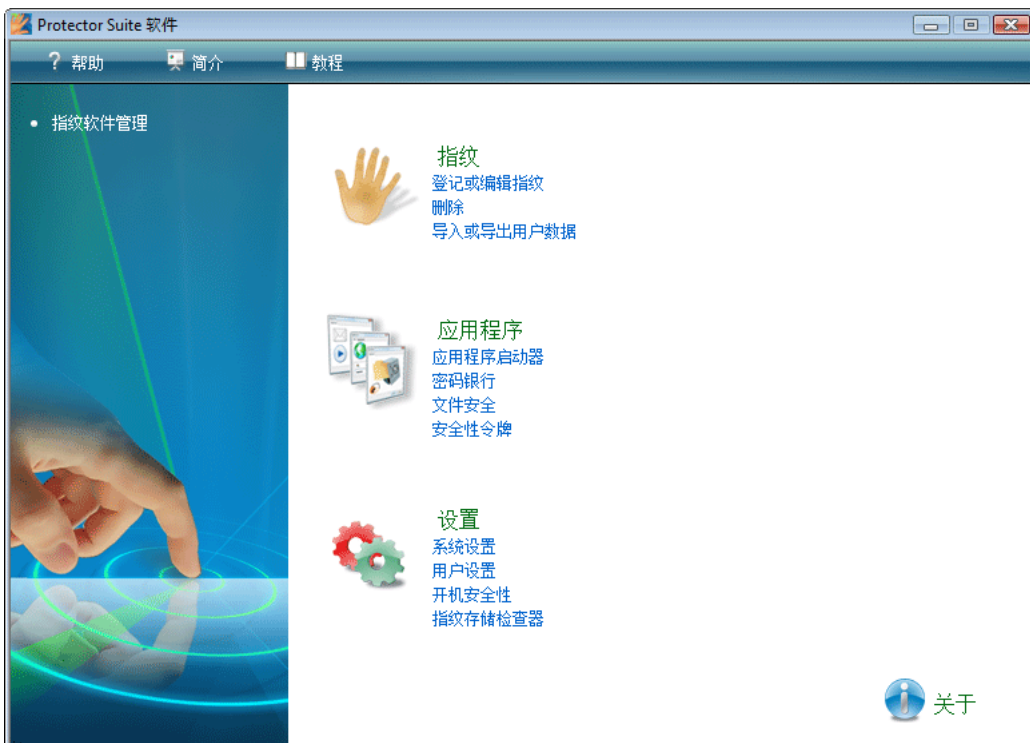 Protector Suite 软件
? 帮助 简介 教程
• 指纹软件管理
指纹
登记或编辑指纹
删除
导入或导出用户数据
应用程序
应用程序启动器
密码银行
文件安全
安全性令牌
设置
系统设置
用户设置
开机安全性
指纹存储检查器
关于